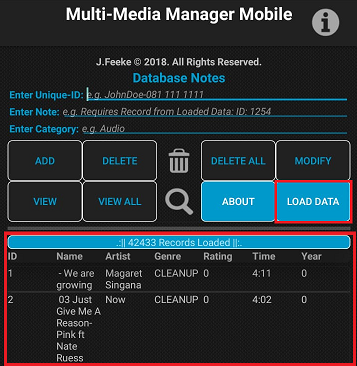 Multi-Media Manager Mobile
i
J.Feeke © 2018. All Rights Reserved.
Database Notes
Enter Unique-ID: e.g. JohnDoe-081 111 1111
Enter Note: e.g. Requires Record from Loaded Data: ID: 1254
Enter Category: e.g. Audio
ADD DELETE DELETE ALL MODIFY
VIEW VIEW ALL ABOUT LOAD DATA
.:|| 42433 Records Loaded ||:.
ID Name Artist Genre Rating Time Year
1 - We are Magaret CLEANUP 0 4:11 0
growing Singana
2 03 Just Now CLEANUP 0 4:02 0
Give Me A
Reason-
Pink ft
Nate
Ruess